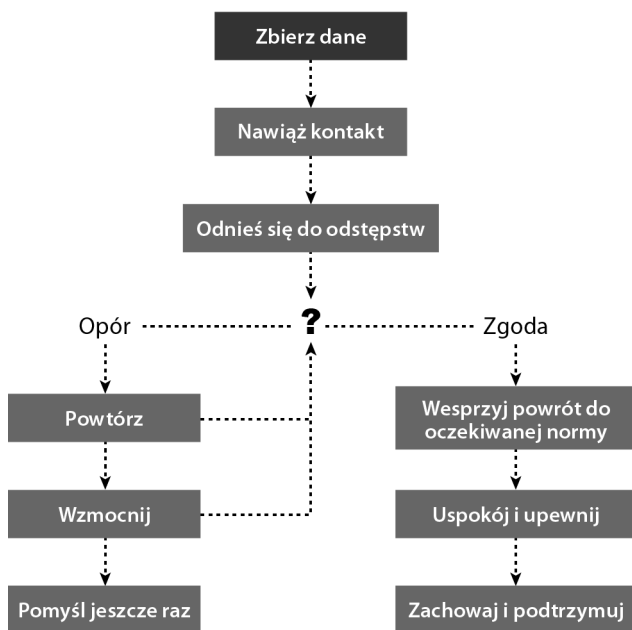 Zbierz dane
Nawiąż kontakt
Odnieś się do odstępstw
Opór
?
Zgoda
Powtórz
Wesprzyj powrót do
oczekiwanej normy
Wzmocnij
Uspokój i upewnij
Pomyśl jeszcze raz
Zachowaj i podtrzymuj